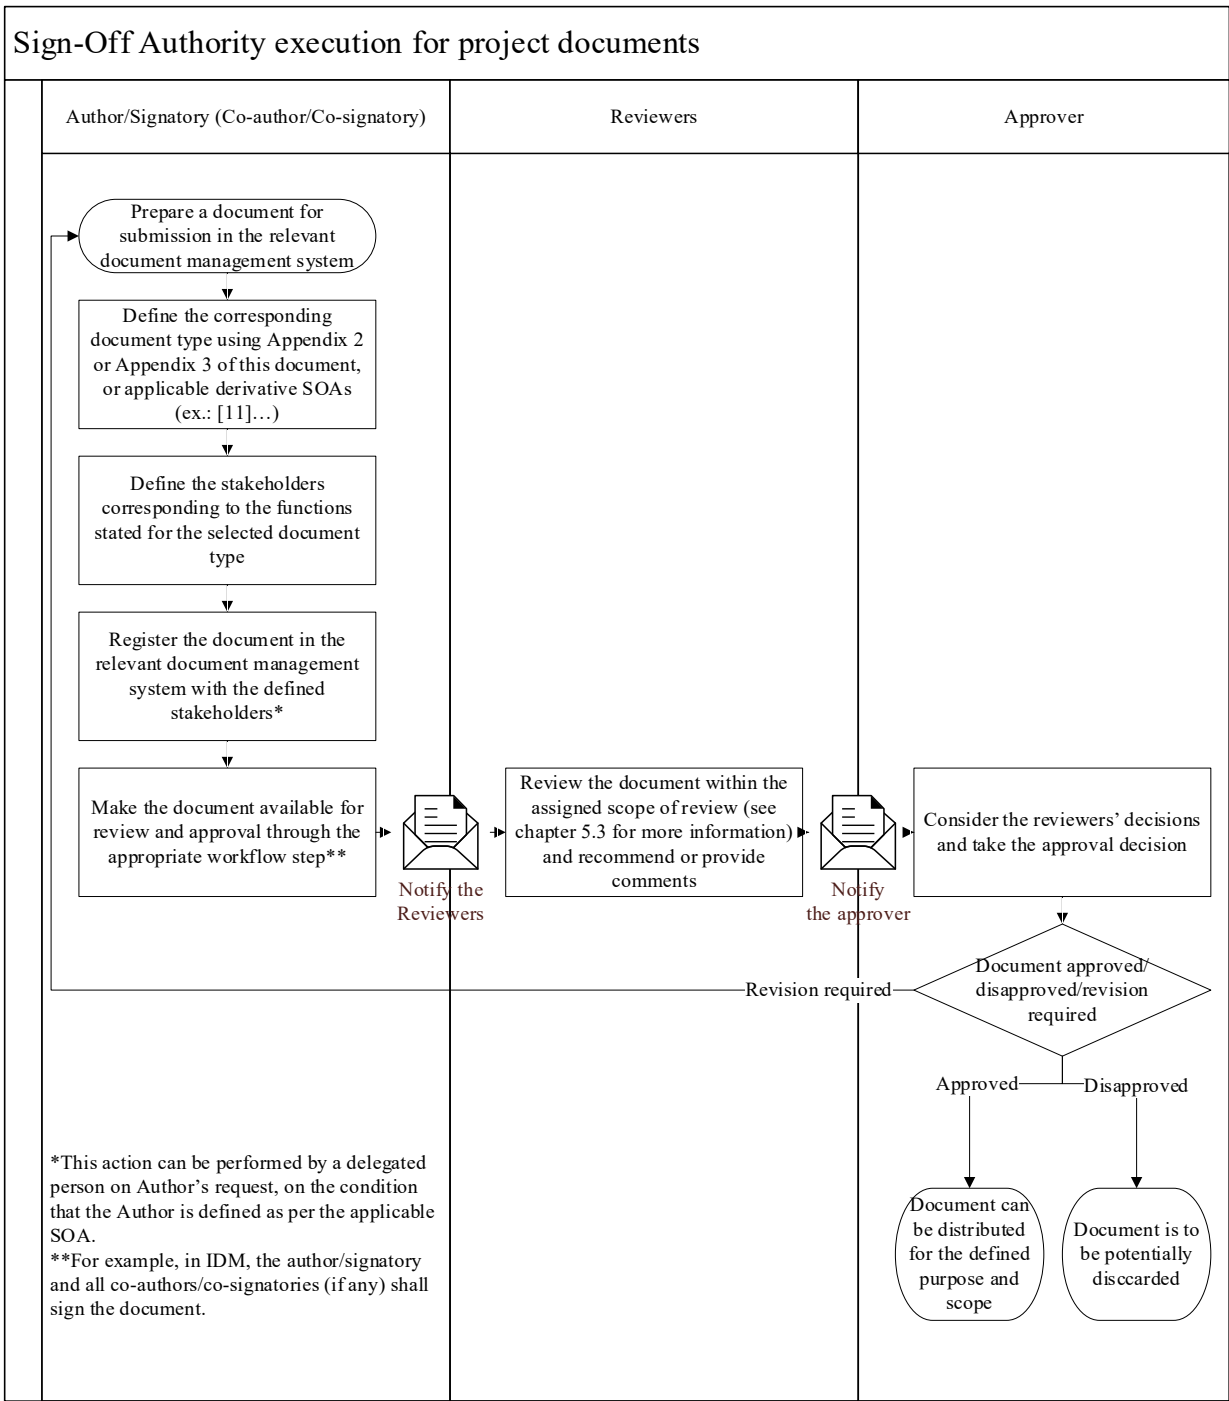 Sign-Off Authority execution for project documents
Author/Signatory (Co-author/Co-signatory)
Reviewers
Approver
Prepare a document for
submission in the relevant
document management system
Define the corresponding
document type using Appendix 2
or Appendix 3 of this document,
or applicable derivative SOAs
(ex.: [11]…)
Define the stakeholders
corresponding to the functions
stated for the selected document
type
Register the document in the
relevant document management
system with the defined
stakeholders*
Make the document available for
review and approval through the
appropriate workflow step**
Notify the
Reviewers
Review the document within the
assigned scope of review (see
chapter 5.3 for more information)
and recommend or provide
comments
Notify
the approver
Consider the reviewers’ decisions
and take the approval decision
Document approved/
disapproved/revision
required
Revision required
Approved
Disapproved
Document can
be distributed
for the defined
purpose and
scope
Document is to
be potentially
disccarded
*This action can be performed by a delegated
person on Author’s request, on the condition
that the Author is defined as per the applicable
SOA.
**For example, in IDM, the author/signatory
and all co-authors/co-signatories (if any) shall
sign the document.